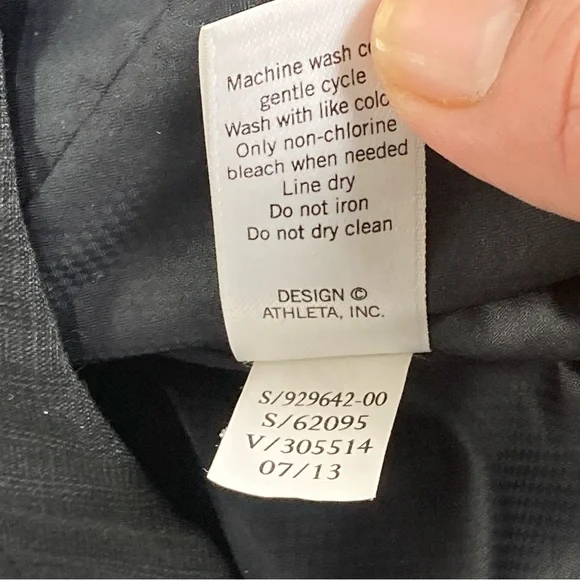 Machine wash
gentle cycle
Wash with like
Only non-chlorine
bleach when needed
Line dry
Do not iron
Do not dry clean
DESIGN ©
ATHLETA, INC.
S/929642-00
S/62095
V/305514
07/13